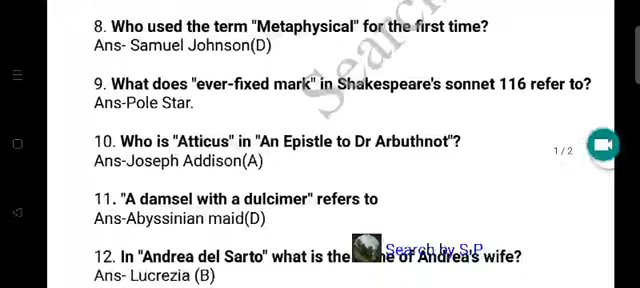 8. Who used the term "Metaphysical" for the first time?
Ans- Samuel Johnson(D)
9. What does "ever-fixed mark" in Shakespeare's sonnet 116 refer to?
Ans-Pole Star.
10. Who is "Atticus" in "An Epistle to Dr Arbuthnot"?
Ans-Joseph Addison(A)
1/2
11. "A damsel with a dulcimer" refers to
Ans-Abyssinian maid(D)
Search by S.P
12. In "Andrea del Sarto" what is the of Andrea's wife?
Ans- Lucrezia (B)
Search